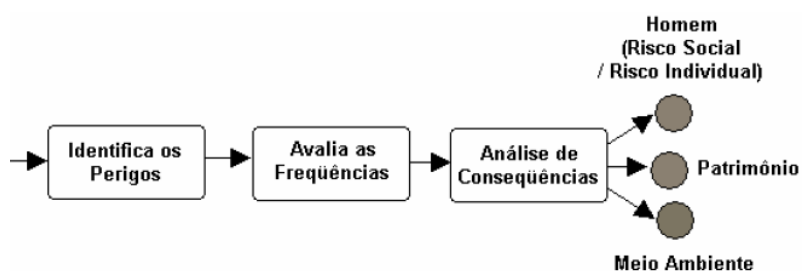 Homem
(Risco Social
/ Risco Individual)
Identifica os
Perigos
Avalia as
Freqüências
Análise de
Conseqüências
Patrimônio
Meio Ambiente